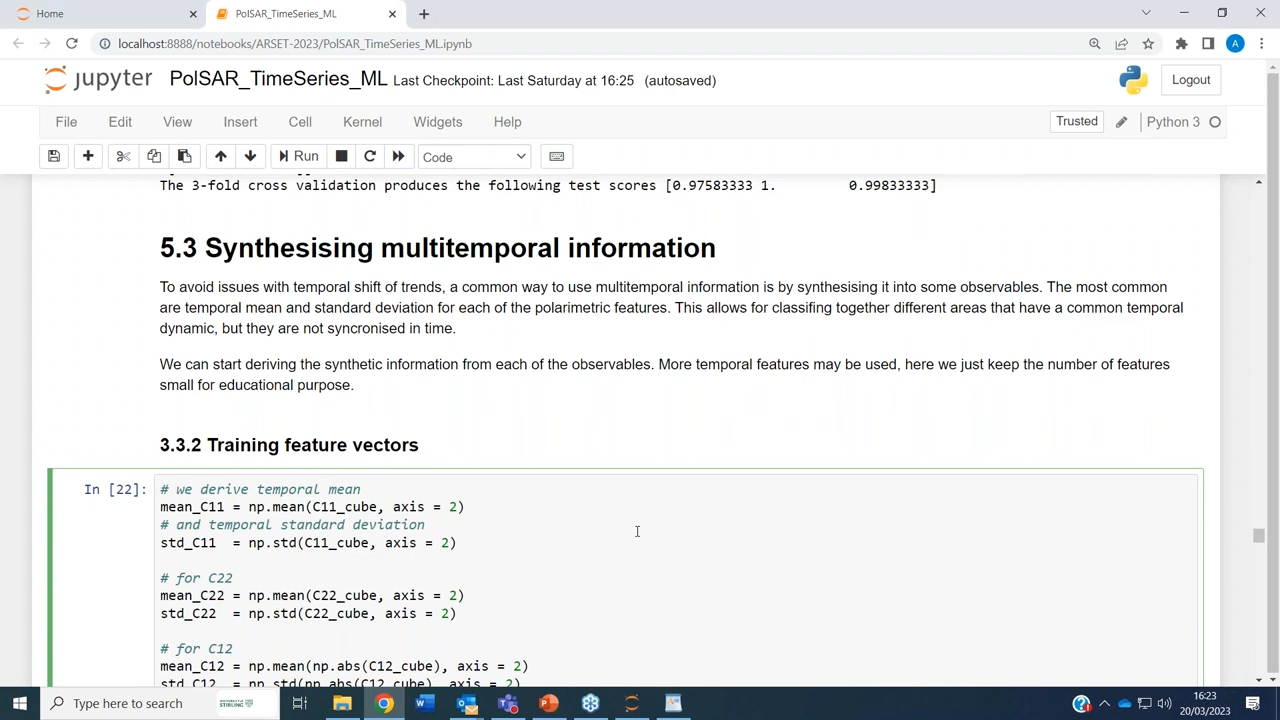 Home
PolSAR_TimeSeries_ML
localhost:8888/notebooks/ARSET-2023/PolSAR_TimeSeries_ML.ipynb
A
jupyter PolSAR_TimeSeries_ML Last Checkpoint: Last Saturday at 16:25 (autosaved)
Logout
File Edit View Insert Cell Kernel Widgets Help
Trusted
Python 3
Run
Code
The 3-fold cross validation produces the following test scores [0.97583333 1. 0.99833333]
5.3 Synthesising multitemporal information
To avoid issues with temporal shift of trends, a common way to use multitemporal information is by synthesising it into some observables. The most common
are temporal mean and standard deviation for each of the polarimetric features. This allows for classifing together different areas that have a common temporal
dynamic, but they are not syncronised in time.
We can start deriving the synthetic information from each of the observables. More temporal features may be used, here we just keep the number of features
small for educational purpose.
3.3.2 Training feature vectors
In [22]:
# we derive temporal mean
mean_C11 = np.mean(C11_cube, axis = 2)
# and temporal standard deviation
std_C11 = np.std(C11_cube, axis = 2)
# for C22
mean_C22 = np.mean(C22_cube, axis = 2)
std_C22 = np.std(C22_cube, axis = 2)
# for C12
mean_C12 = np.mean(np.abs(C12_cube), axis = 2)
std_C12 = np.std(np.abs(C12_cube), axis = 2)
Type here to search
STIRLING
16:23
20/03/2023